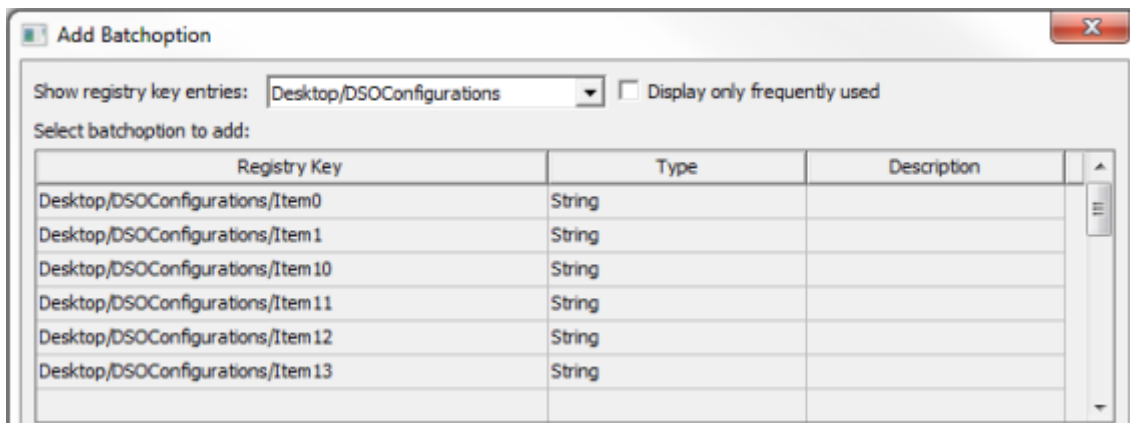 Add Batchoption
Show registry key entries: Desktop/DSOConfigurations Display only frequently used
Select batchoption to add:
Registry Key Type Description
Desktop/DSOConfigurations/Item0 String
Desktop/DSOConfigurations/Item1 String
Desktop/DSOConfigurations/Item10 String
Desktop/DSOConfigurations/Item11 String
Desktop/DSOConfigurations/Item12 String
Desktop/DSOConfigurations/Item13 String